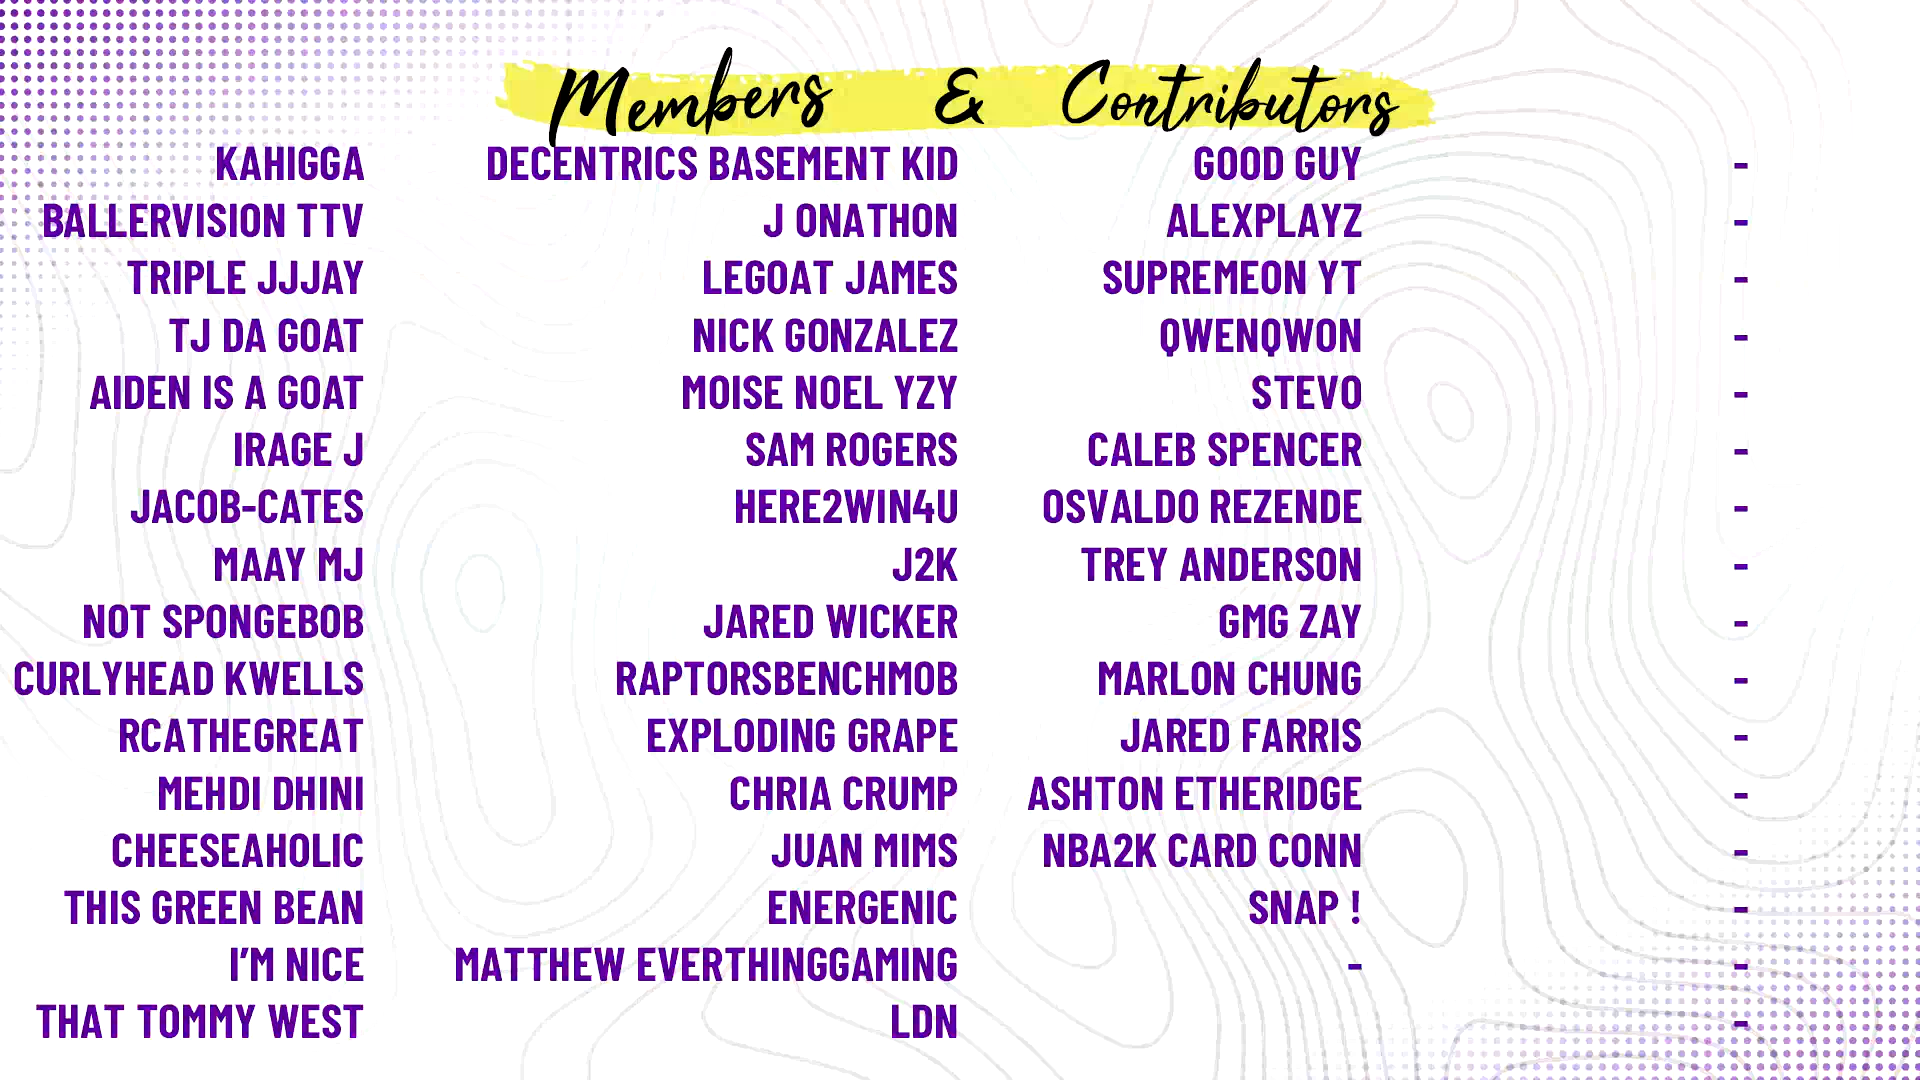 Members & Contributors
KAHIGGA DECENTRICS BASEMENT KID GOOD GUY -
BALLERVISION TTV J ONATHON ALEXPLAYZ -
TRIPLE JJJAY LEGOAT JAMES SUPREMEON YT -
TJ DA GOAT NICK GONZALEZ QWENQWON -
AIDEN IS A GOAT MOISE NOEL YZY STEVO -
IRAGE J SAM ROGERS CALEB SPENCER -
JACOB-CATES HERE2WIN4U OSVALDO REZENDE -
MAAY MJ J2K TREY ANDERSON -
NOT SPONGEBOB JARED WICKER GMG ZAY -
CURLYHEAD KWELLS RAPTORSBENCHMOB MARLON CHUNG -
RCATHEGREAT EXPLODING GRAPE JARED FARRIS -
MEHDI DHINI CHRIA CRUMP ASHTON ETHERIDGE -
CHEESEAHOLIC JUAN MIMS NBA2K CARD CONN -
THIS GREEN BEAN ENERGENIC SNAP ! -
I'M NICE MATTHEW EVERTHINGGAMING - -
THAT TOMMY WEST LDN -